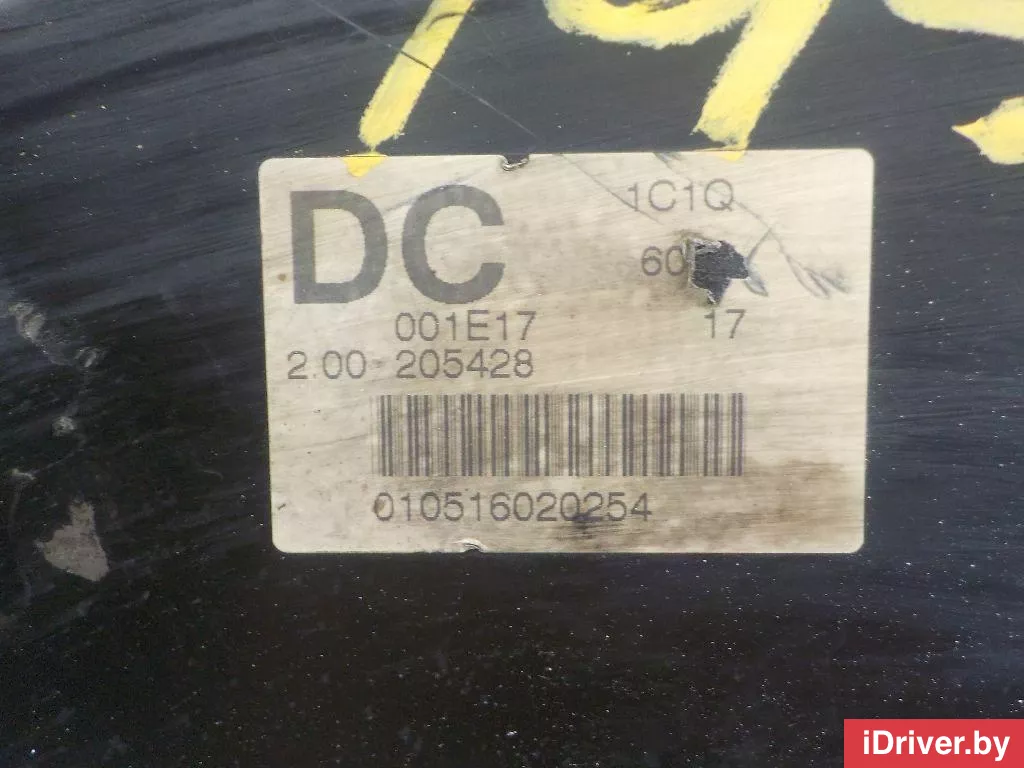 DC
1C1Q
60
001E17 17
2.00 205428
010516020254
iDriver.by